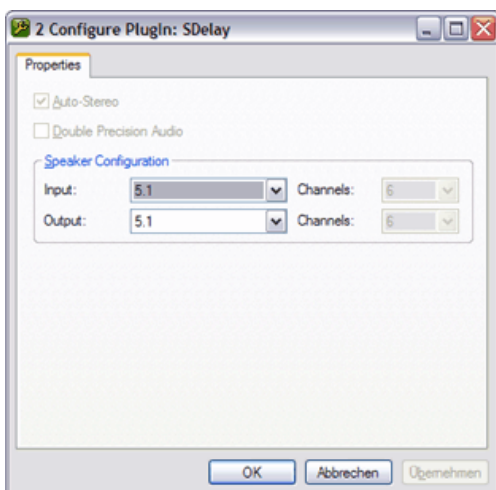 2 Configure PlugIn: SDelay
Properties
Auto-Stereo
Double Precision Audio
Speaker Configuration
Input: 5.1 Channels: 6
Output: 5.1 Channels: 6
OK Abbrechen Übernehmen